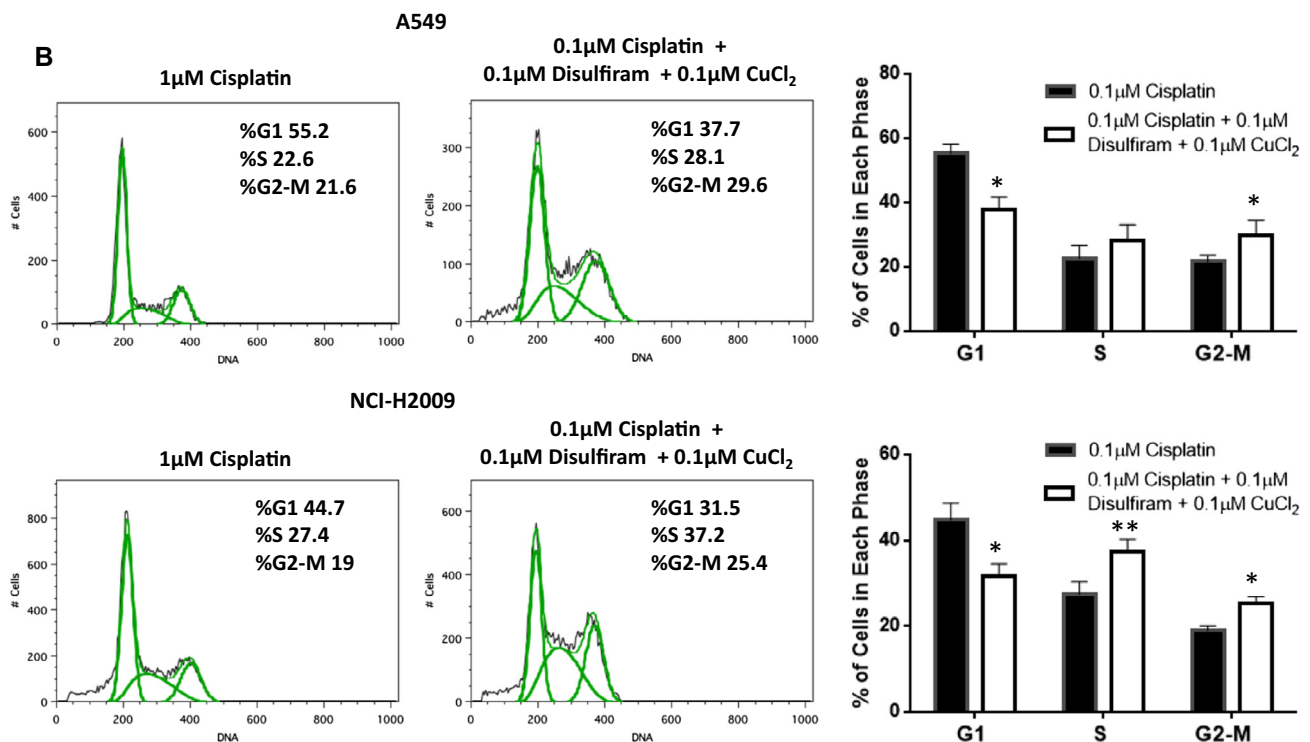 A549
B
1µM Cisplatin
0.1µM Cisplatin +
0.1µM Disulfiram + 0.1µM CuCl₂
# Cells
600
400
200
0
%G1 55.2
%S 22.6
%G2-M 21.6
0 200 400 600 800 1000
DNA
# Cells
300
200
100
0
%G1 37.7
%S 28.1
%G2-M 29.6
0 200 400 600 800 1000
DNA
% of Cells in Each Phase
80
60
40
20
0
0.1µM Cisplatin
0.1µM Cisplatin + 0.1µM
Disulfiram + 0.1µM CuCl₂
*
*
G1 S G2-M
NCI-H2009
1µM Cisplatin
0.1µM Cisplatin +
0.1µM Disulfiram + 0.1µM CuCl₂
# Cells
800
600
400
200
0
%G1 44.7
%S 27.4
%G2-M 19
0 200 400 600 800 1000
DNA
# Cells
600
400
200
0
%G1 31.5
%S 37.2
%G2-M 25.4
0 200 400 600 800 1000
DNA
% of Cells in Each Phase
60
40
20
0
0.1µM Cisplatin
0.1µM Cisplatin + 0.1µM
Disulfiram + 0.1µM CuCl₂
*
**
*
G1 S G2-M